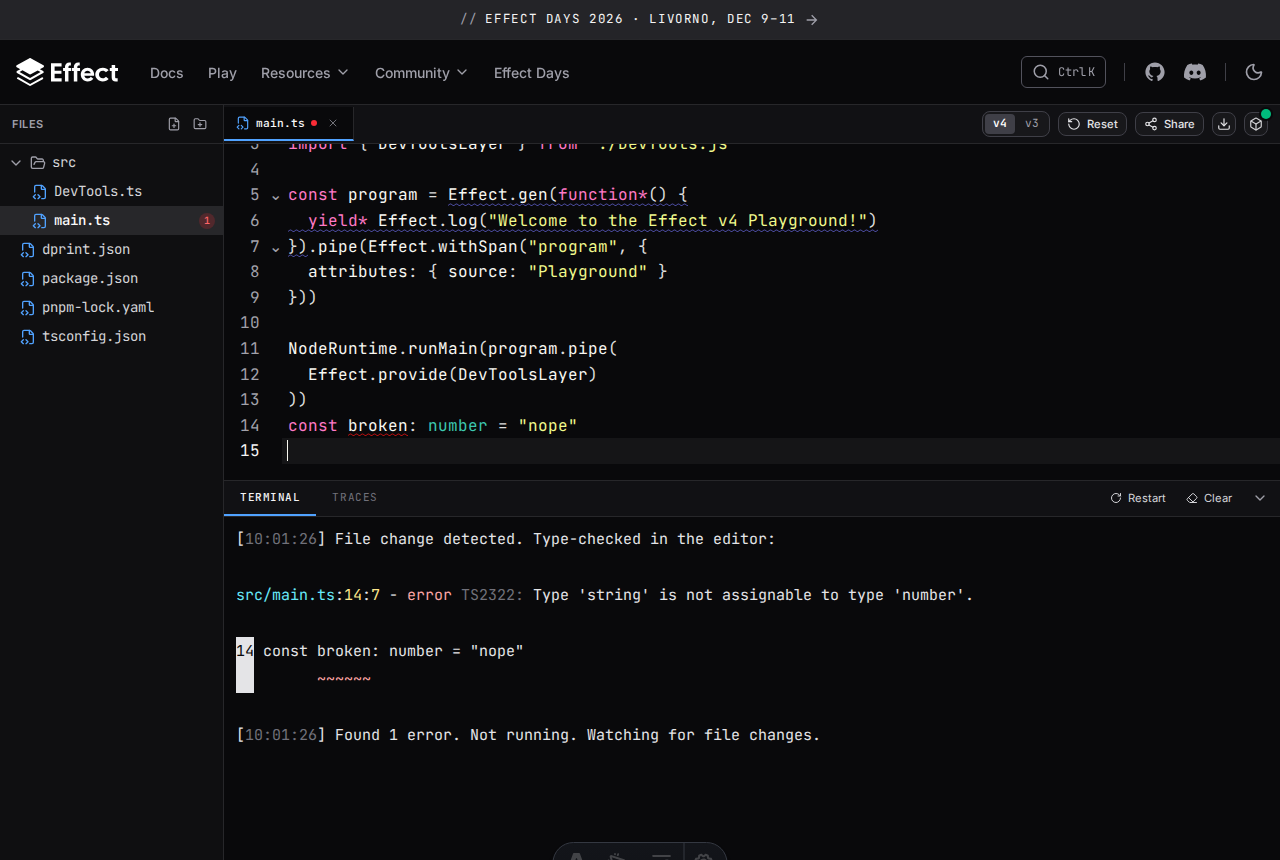 // EFFECT DAYS 2026 · LIVORNO, DEC 9–11 →
Effect
Docs
Play
Resources
Community
Effect Days
Ctrl K
FILES
main.ts
v4
v3
Reset
Share
src
DevTools.ts
main.ts
1
dprint.json
package.json
pnpm-lock.yaml
tsconfig.json
3 import { DevToolsLayer } from "./DevTools.js"
4
5 const program = Effect.gen(function*() {
6 yield* Effect.log("Welcome to the Effect v4 Playground!")
7 }).pipe(Effect.withSpan("program", {
8 attributes: { source: "Playground" }
9 }))
10
11 NodeRuntime.runMain(program.pipe(
12 Effect.provide(DevToolsLayer)
13 ))
14 const broken: number = "nope"
15
TERMINAL
TRACES
Restart
Clear
[10:01:26] File change detected. Type-checked in the editor:
src/main.ts:14:7 - error TS2322: Type 'string' is not assignable to type 'number'.
14 const broken: number = "nope"
~~~~~~
[10:01:26] Found 1 error. Not running. Watching for file changes.